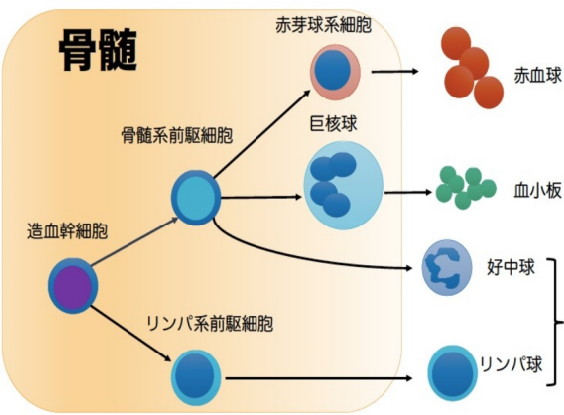 骨髄
赤芽球系細胞
赤血球
巨核球
骨髄系前駆細胞
血小板
造血幹細胞
好中球
リンパ系前駆細胞
リンパ球